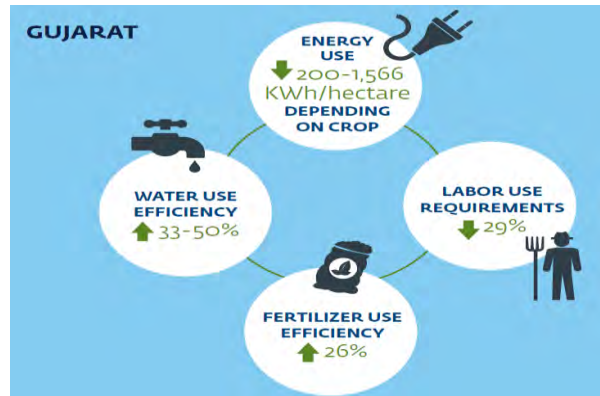 GUJARAT
ENERGY
USE
200-1,566
KWh/hectare
DEPENDING
ON CROP
WATER USE
EFFICIENCY
33-50%
LABOR USE
REQUIREMENTS
29%
FERTILIZER USE
EFFICIENCY
26%